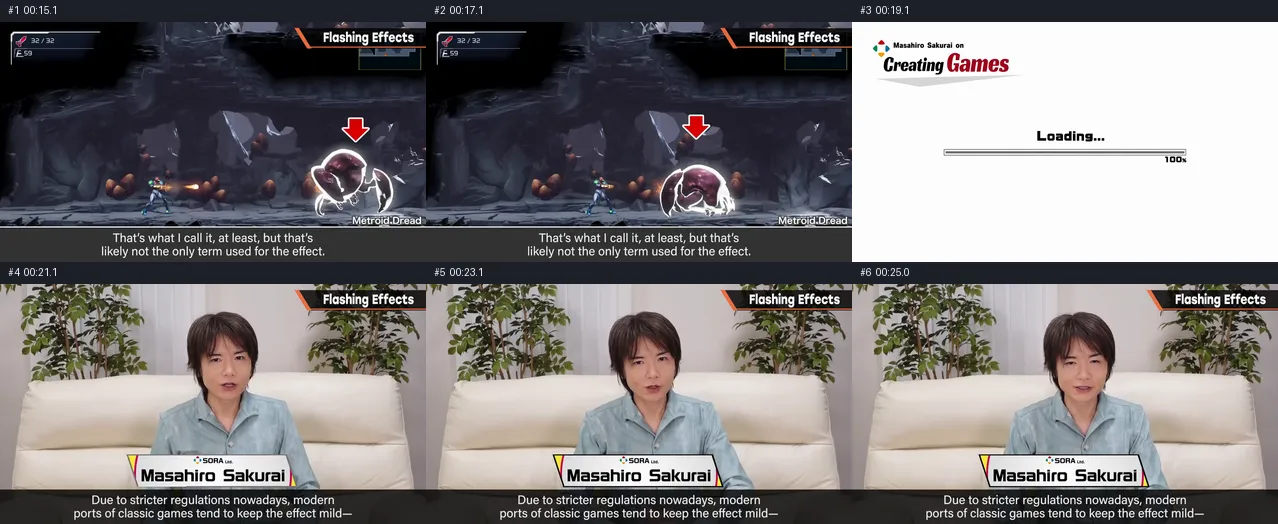 #1 00:15.1
Flashing Effects
32 / 32
E 59
Metroid Dread
That's what I call it, at least, but that's
likely not the only term used for the effect.
#2 00:17.1
Flashing Effects
32 / 32
E 59
Metroid Dread
That's what I call it, at least, but that's
likely not the only term used for the effect.
#3 00:19.1
Masahiro Sakurai on
Creating Games
Loading...
100%
#4 00:21.1
Flashing Effects
SORA Ltd.
Masahiro Sakurai
Due to stricter regulations nowadays, modern
ports of classic games tend to keep the effect mild—
#5 00:23.1
Flashing Effects
SORA Ltd.
Masahiro Sakurai
Due to stricter regulations nowadays, modern
ports of classic games tend to keep the effect mild—
#6 00:25.0
Flashing Effects
SORA Ltd.
Masahiro Sakurai
Due to stricter regulations nowadays, modern
ports of classic games tend to keep the effect mild—